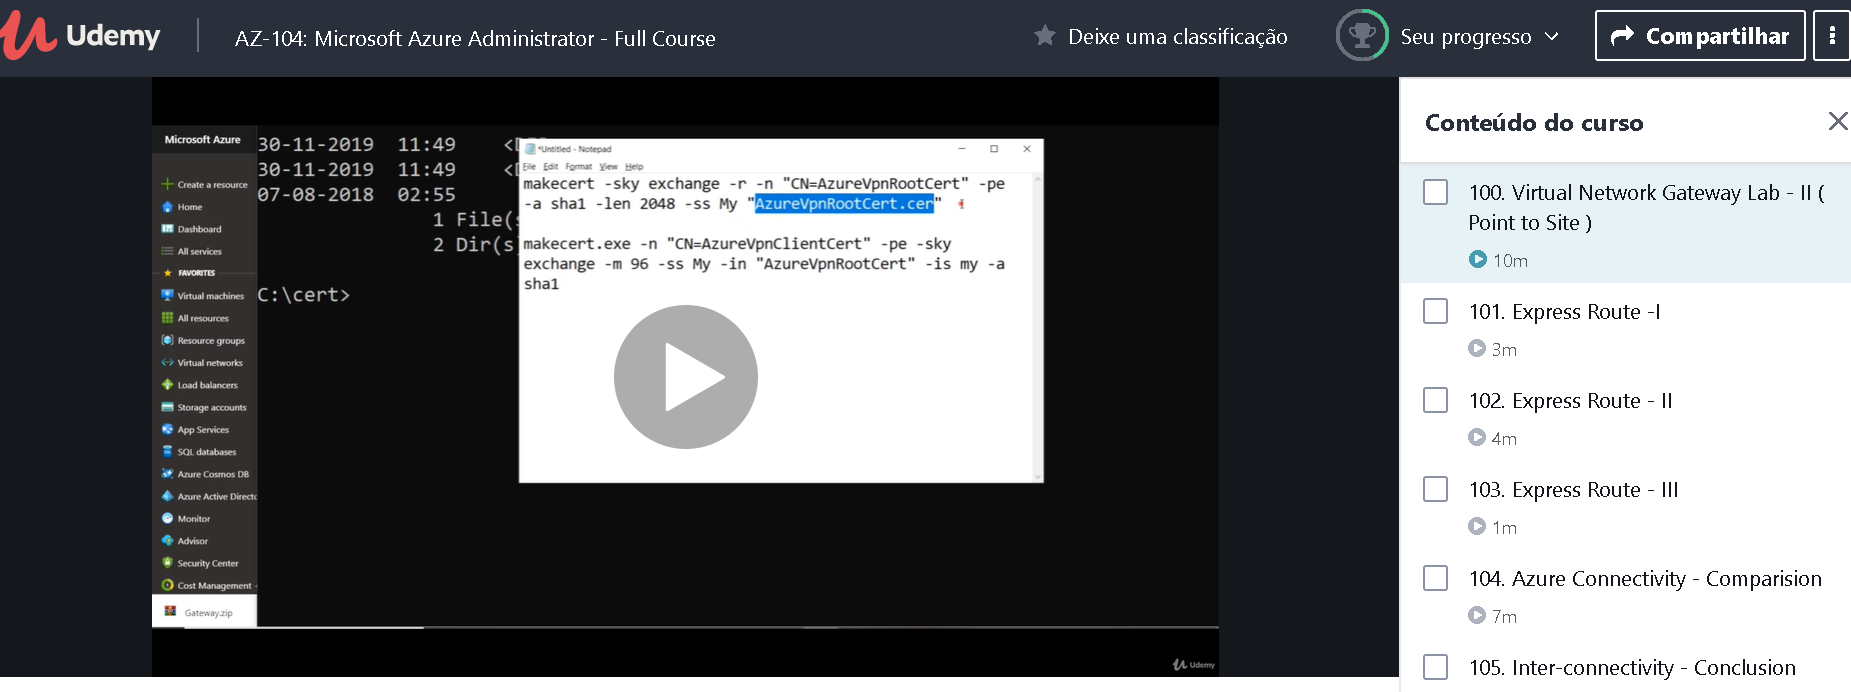 Udemy
AZ-104: Microsoft Azure Administrator - Full Course
Deixe uma classificação
Seu progresso
Compartilhar
Microsoft Azure
Create a resource
Home
Dashboard
All services
FAVORITES
Virtual machines
All resources
Resource groups
Virtual networks
Load balancers
Storage accounts
App Services
SQL databases
Azure Cosmos DB
Azure Active Directo
Monitor
Advisor
Security Center
Cost Management
Gateway.zip
30-11-2019 11:49
30-11-2019 11:49
07-08-2018 02:55
1 File(s
2 Dir(s
C:\cert>
*Untitled - Notepad
File Edit Format View Help
makecert -sky exchange -r -n "CN=AzureVpnRootCert" -pe
-a sha1 -len 2048 -ss My "AzureVpnRootCert.cer"
makecert.exe -n "CN=AzureVpnClientCert" -pe -sky
exchange -m 96 -ss My -in "AzureVpnRootCert" -is my -a
sha1
Udemy
Conteúdo do curso
100. Virtual Network Gateway Lab - II (
Point to Site )
10m
101. Express Route -I
3m
102. Express Route - II
4m
103. Express Route - III
1m
104. Azure Connectivity - Comparision
7m
105. Inter-connectivity - Conclusion